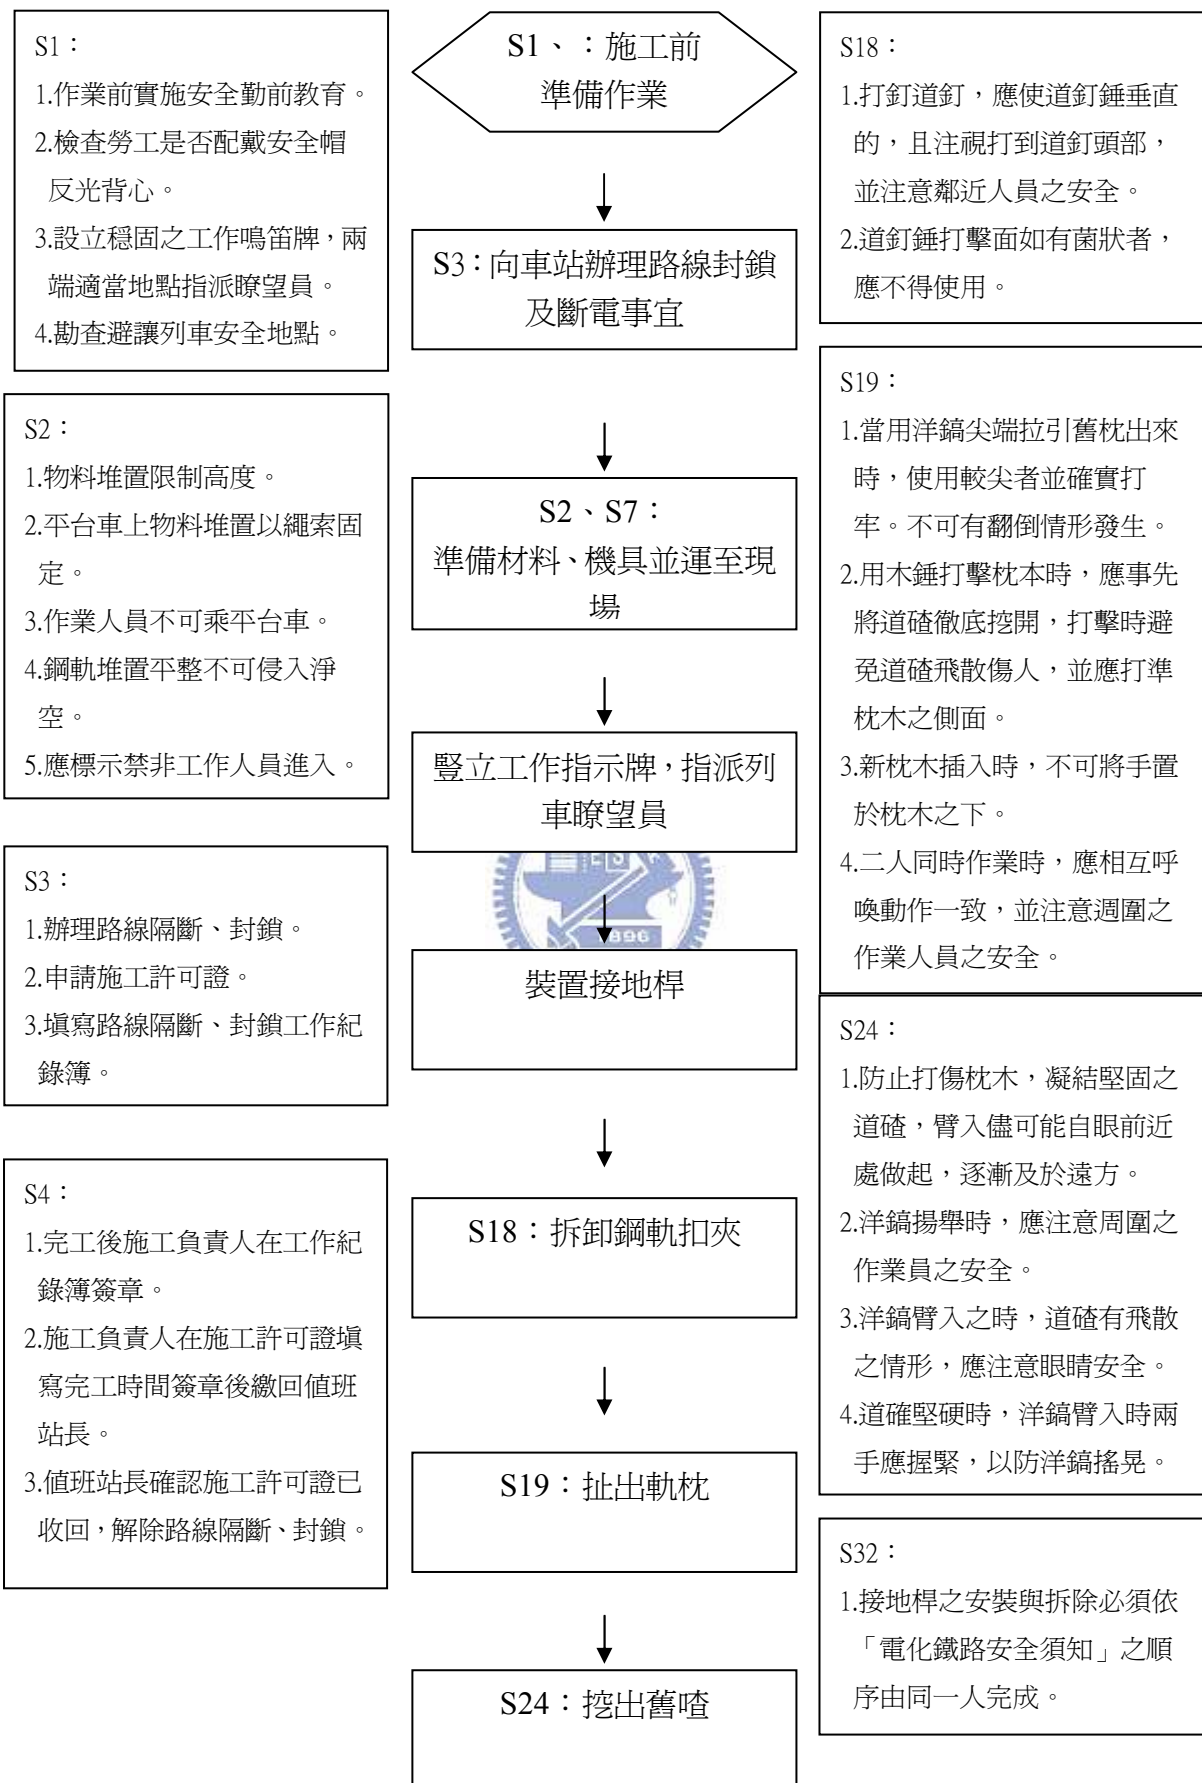 S1：
1.作業前實施安全勤前教育。
2.檢查勞工是否配戴安全帽
反光背心。
3.設立穩固之工作鳴笛牌，兩
端適當地點指派瞭望員。
4.勘查避讓列車安全地點。
S2：
1.物料堆置限制高度。
2.平台車上物料堆置以繩索固
定。
3.作業人員不可乘平台車。
4.鋼軌堆置平整不可侵入淨
空。
5.應標示禁非工作人員進入。
S3：
1.辦理路線隔斷、封鎖。
2.申請施工許可證。
3.填寫路線隔斷、封鎖工作紀
錄簿。
S4：
1.完工後施工負責人在工作紀
錄簿簽章。
2.施工負責人在施工許可證填
寫完工時間簽章後繳回值班
站長。
3.值班站長確認施工許可證已
收回，解除路線隔斷、封鎖。
S1、：施工前
準備作業
S3：向車站辦理路線封鎖
及斷電事宜
S2、S7：
準備材料、機具並運至現
場
豎立工作指示牌，指派列
車瞭望員
1896
裝置接地桿
S18：拆卸鋼軌扣夾
S19：扯出軌枕
S24：挖出舊喳
S18：
1.打釘道釘，應使道釘錘垂直
的，且注視打到道釘頭部，
並注意鄰近人員之安全。
2.道釘錘打擊面如有菌狀者，
應不得使用。
S19：
1.當用洋鎬尖端拉引舊枕出來
時，使用較尖者並確實打
牢。不可有翻倒情形發生。
2.用木錘打擊枕本時，應事先
將道碴徹底挖開，打擊時避
免道碴飛散傷人，並應打準
枕木之側面。
3.新枕木插入時，不可將手置
於枕木之下。
4.二人同時作業時，應相互呼
喚動作一致，並注意週圍之
作業人員之安全。
S24：
1.防止打傷枕木，凝結堅固之
道碴，臂入儘可能自眼前近
處做起，逐漸及於遠方。
2.洋鎬揚舉時，應注意周圍之
作業員之安全。
3.洋鎬臂入之時，道碴有飛散
之情形，應注意眼睛安全。
4.道確堅硬時，洋鎬臂入時兩
手應握緊，以防洋鎬搖晃。
S32：
1.接地桿之安裝與拆除必須依
「電化鐵路安全須知」之順
序由同一人完成。